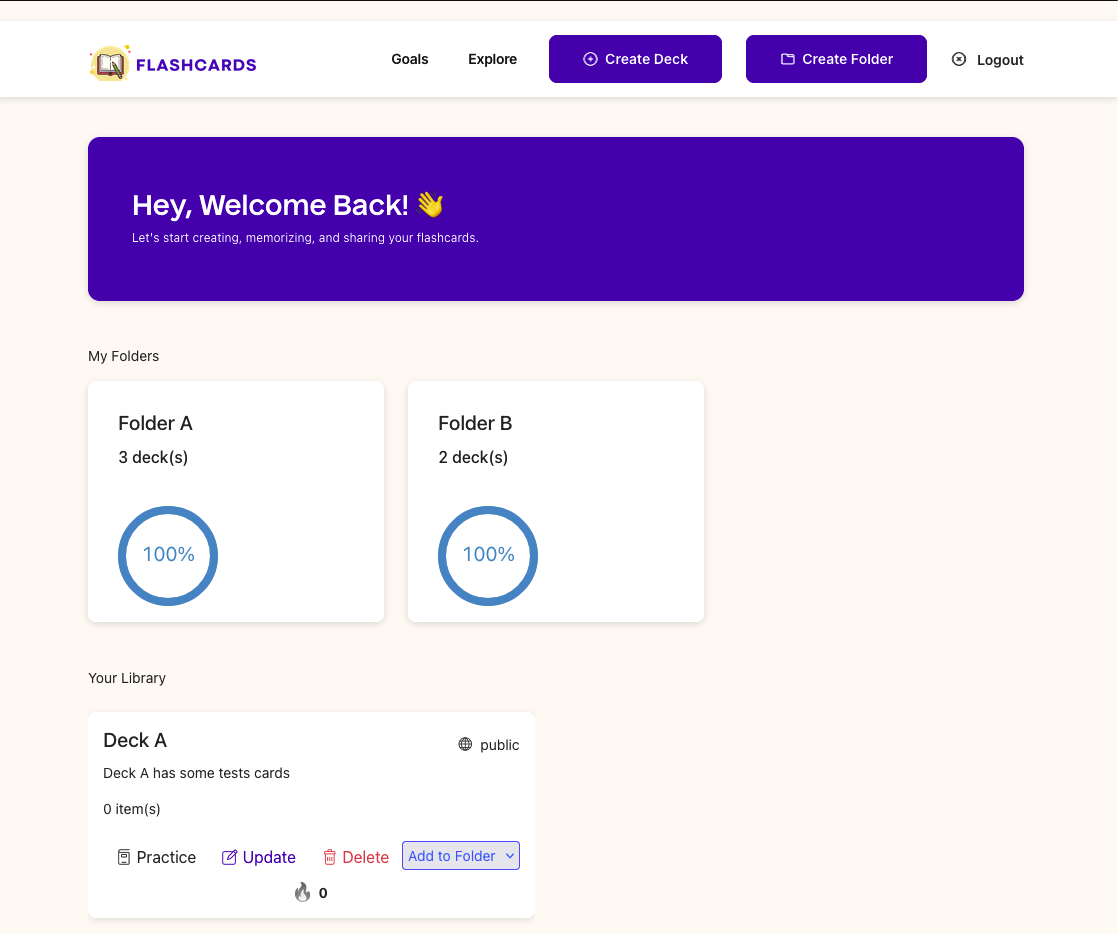 FLASHCARDS
Goals
Explore
Create Deck
Create Folder
Logout
Hey, Welcome Back! 👋
Let's start creating, memorizing, and sharing your flashcards.
My Folders
Folder A
3 deck(s)
100%
Folder B
2 deck(s)
100%
Your Library
Deck A
public
Deck A has some tests cards
0 item(s)
Practice
Update
Delete
Add to Folder
0